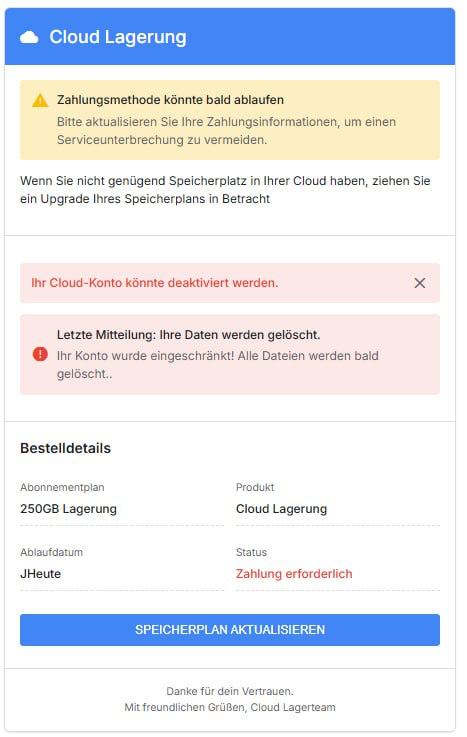 Cloud Lagerung
Zahlungsmethode könnte bald ablaufen
Bitte aktualisieren Sie Ihre Zahlungsinformationen, um einen
Serviceunterbrechung zu vermeiden.
Wenn Sie nicht genügend Speicherplatz in Ihrer Cloud haben, ziehen Sie
ein Upgrade Ihres Speicherplans in Betracht
Ihr Cloud-Konto könnte deaktiviert werden.
Letzte Mitteilung: Ihre Daten werden gelöscht.
Ihr Konto wurde eingeschränkt! Alle Dateien werden bald
gelöscht..
Bestelldetails
Abonnementplan
250GB Lagerung
Produkt
Cloud Lagerung
Ablaufdatum
JHeute
Status
Zahlung erforderlich
SPEICHERPLAN AKTUALISIEREN
Danke für dein Vertrauen.
Mit freundlichen Grüßen, Cloud Lagerteam